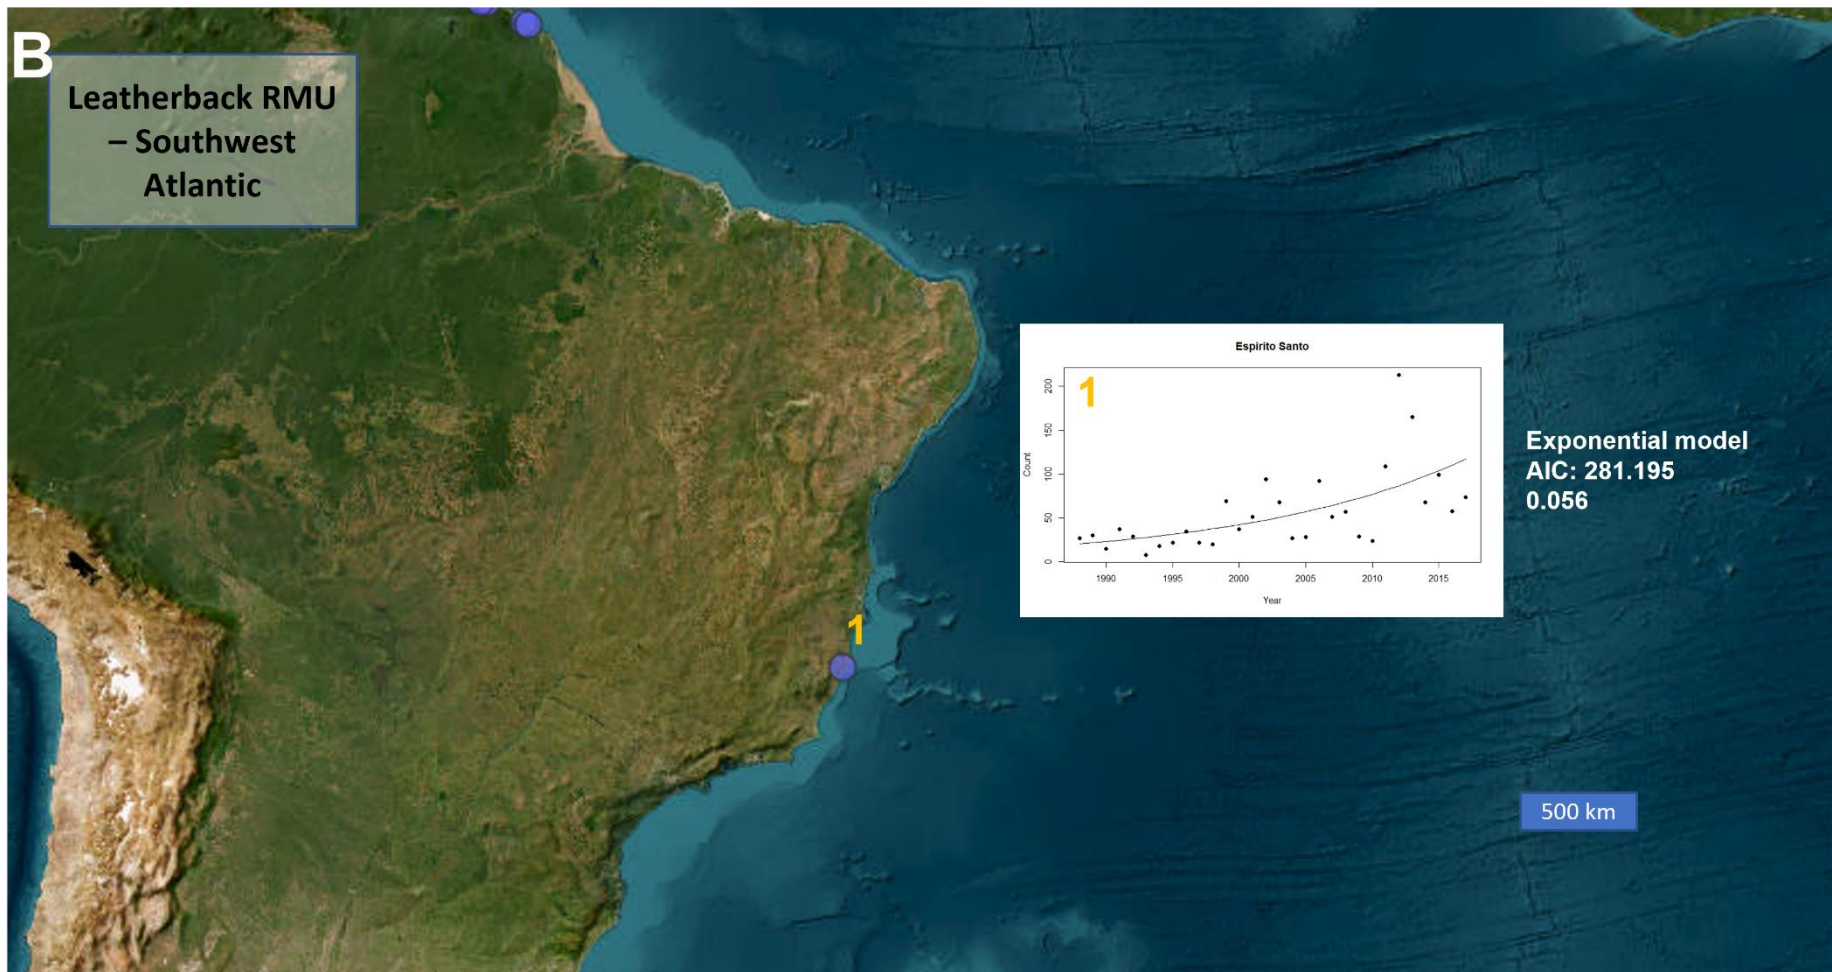 B
Leatherback RMU
– Southwest
Atlantic
Espirito Santo
1
200
150
100
50
0
Count
1990 1995 2000 2005 2010 2015
Year
Exponential model
AIC: 281.195
0.056
1
500 km